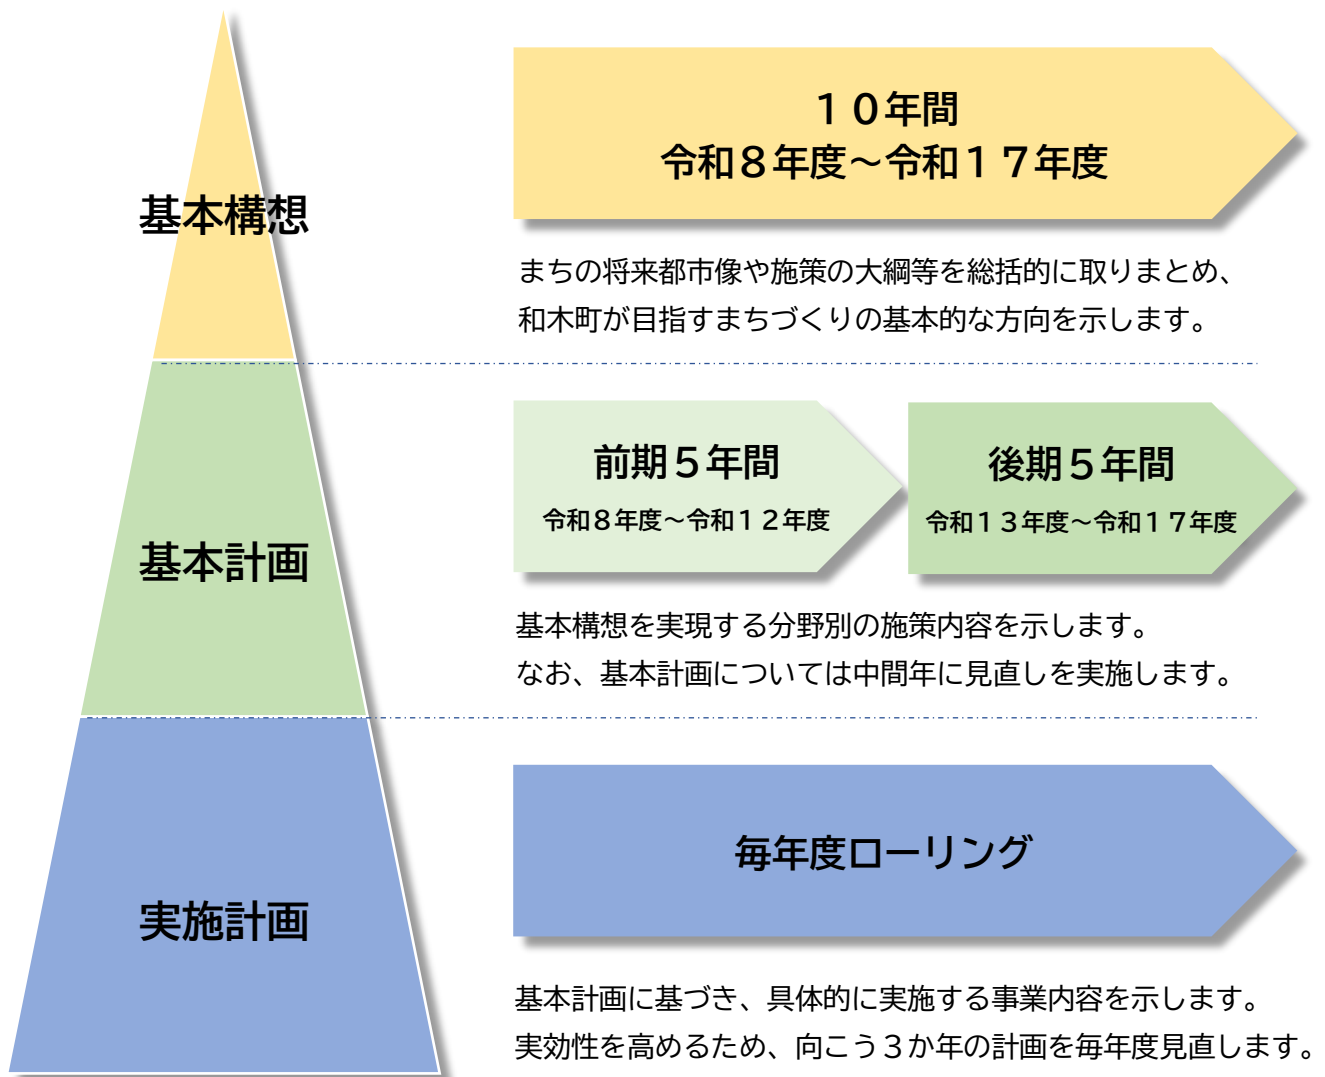 基本構想
１０年間
令和８年度～令和１７年度
まちの将来都市像や施策の大綱等を総括的に取りまとめ、
和木町が目指すまちづくりの基本的な方向を示します。
基本計画
前期５年間
令和８年度～令和１２年度
後期５年間
令和１３年度～令和１７年度
基本構想を実現する分野別の施策内容を示します。
なお、基本計画については中間年に見直しを実施します。
実施計画
毎年度ローリング
基本計画に基づき、具体的に実施する事業内容を示します。
実効性を高めるため、向こう３か年の計画を毎年度見直します。